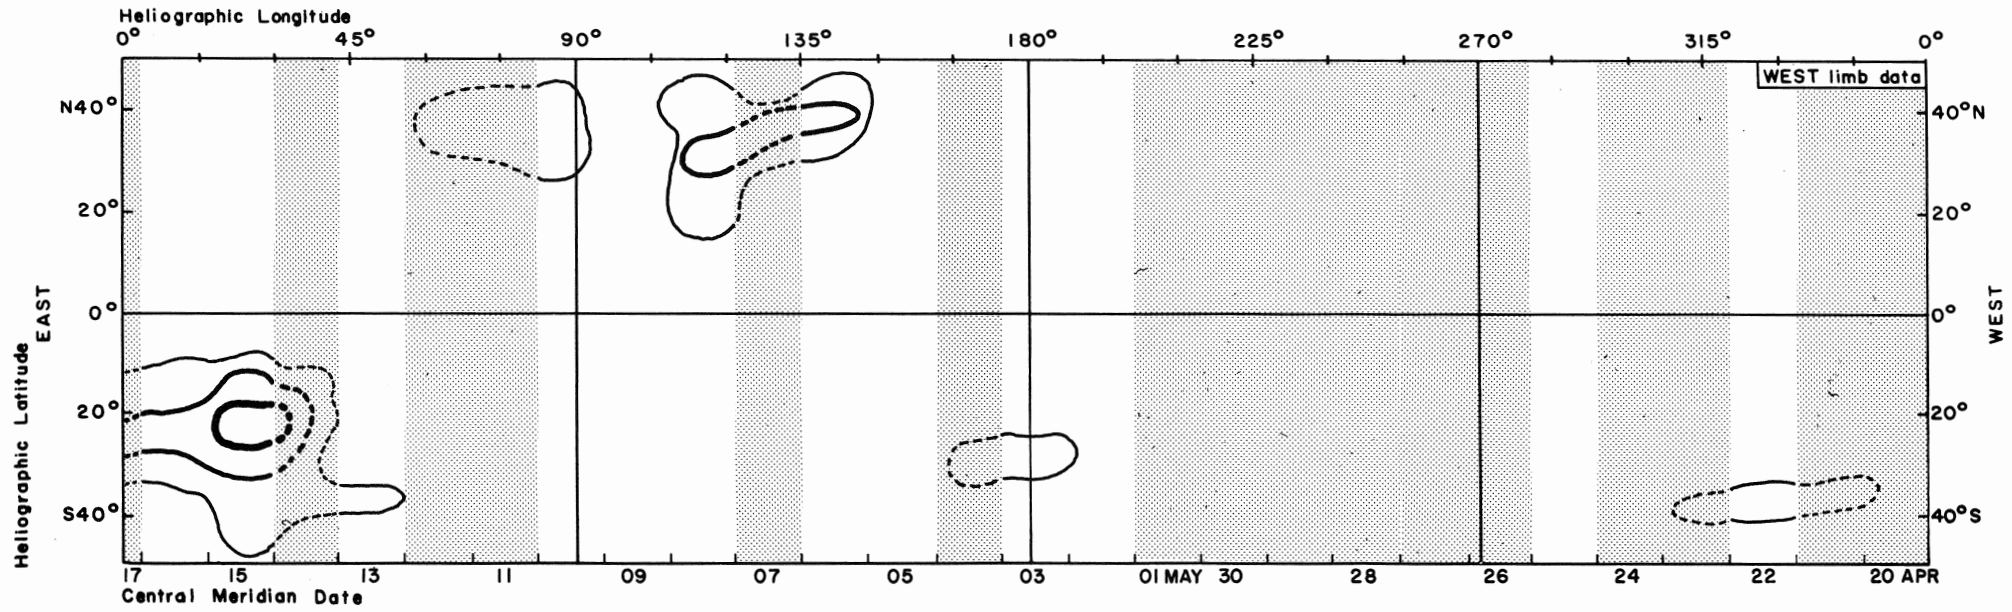 Heliographic Longitude
0° 45° 90° 135° 180° 225° 270° 315° 0°
WEST limb data
N40° 40°N
20° 20°
EAST 0° 0° WEST
Heliographic Latitude
20° 20°
S40° 40°S
17 15 13 11 09 07 05 03 01 MAY 30 28 26 24 22 20 APR
Central Meridian Date